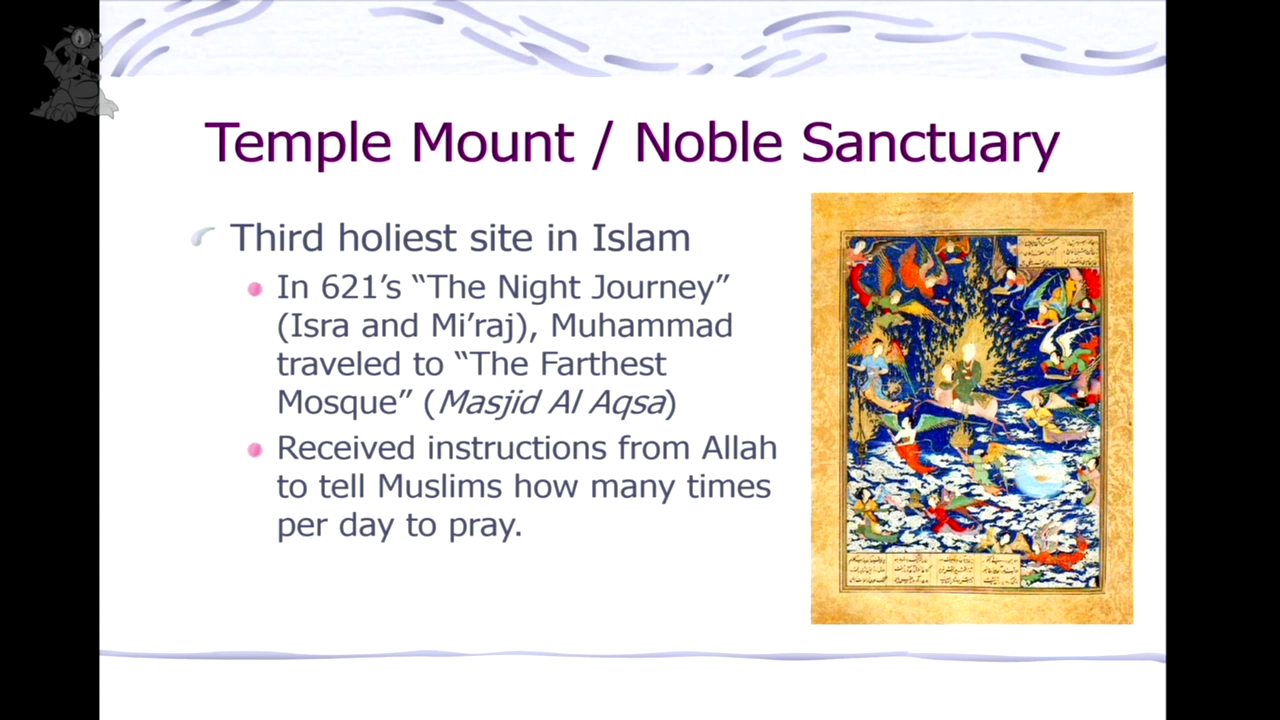 Temple Mount / Noble Sanctuary
Third holiest site in Islam
In 621’s “The Night Journey”
(Isra and Mi’raj), Muhammad
traveled to “The Farthest
Mosque” (Masjid Al Aqsa)
Received instructions from Allah
to tell Muslims how many times
per day to pray.